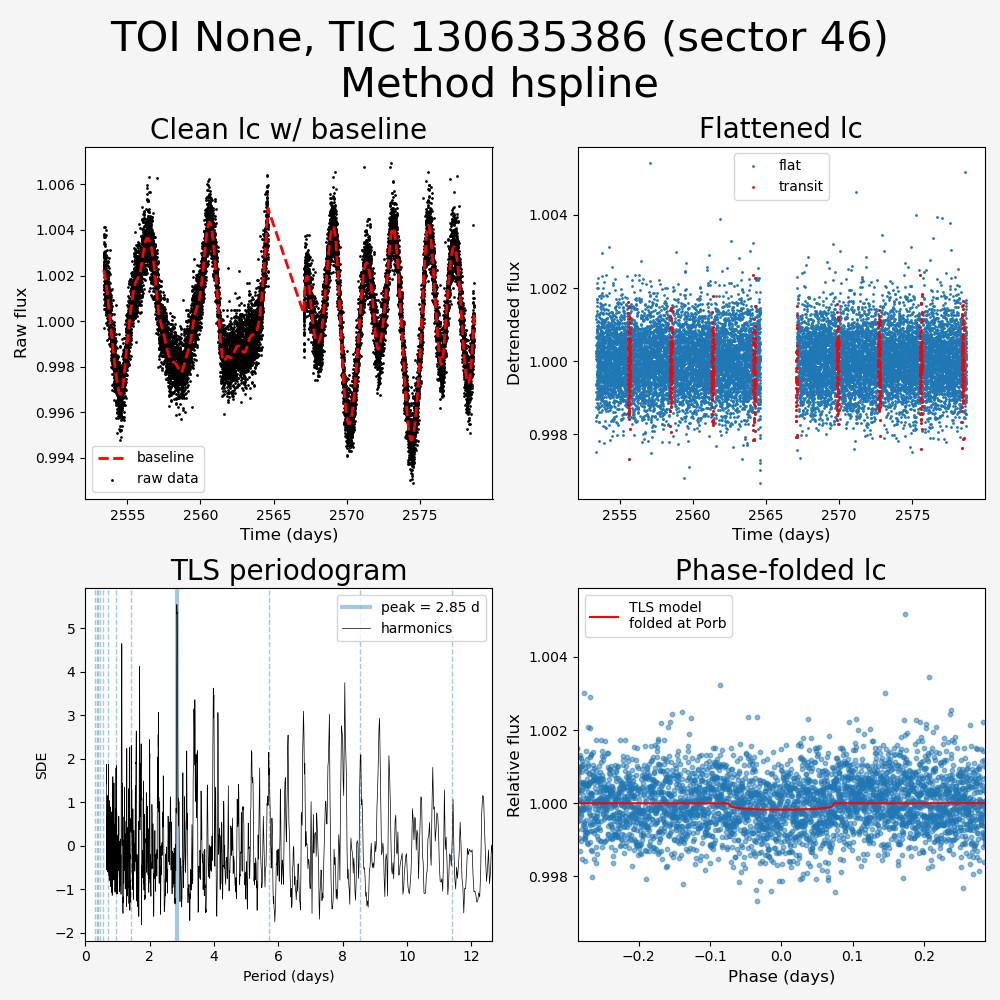 TOI None, TIC 130635386 (sector 46)
Method hspline
Clean lc w/ baseline
Raw flux
1.006
1.004
1.002
1.000
0.998
0.996
0.994
baseline
raw data
2555
2560
2565
2570
2575
Time (days)
Flattened lc
Detrended flux
1.004
1.002
1.000
0.998
flat
transit
2555
2560
2565
2570
2575
Time (days)
TLS periodogram
SDE
5
4
3
2
1
0
−1
−2
peak = 2.85 d
harmonics
0
2
4
6
8
10
12
Period (days)
Phase-folded lc
Relative flux
1.004
1.002
1.000
0.998
TLS model
folded at Porb
−0.2
−0.1
0.0
0.1
0.2
Phase (days)